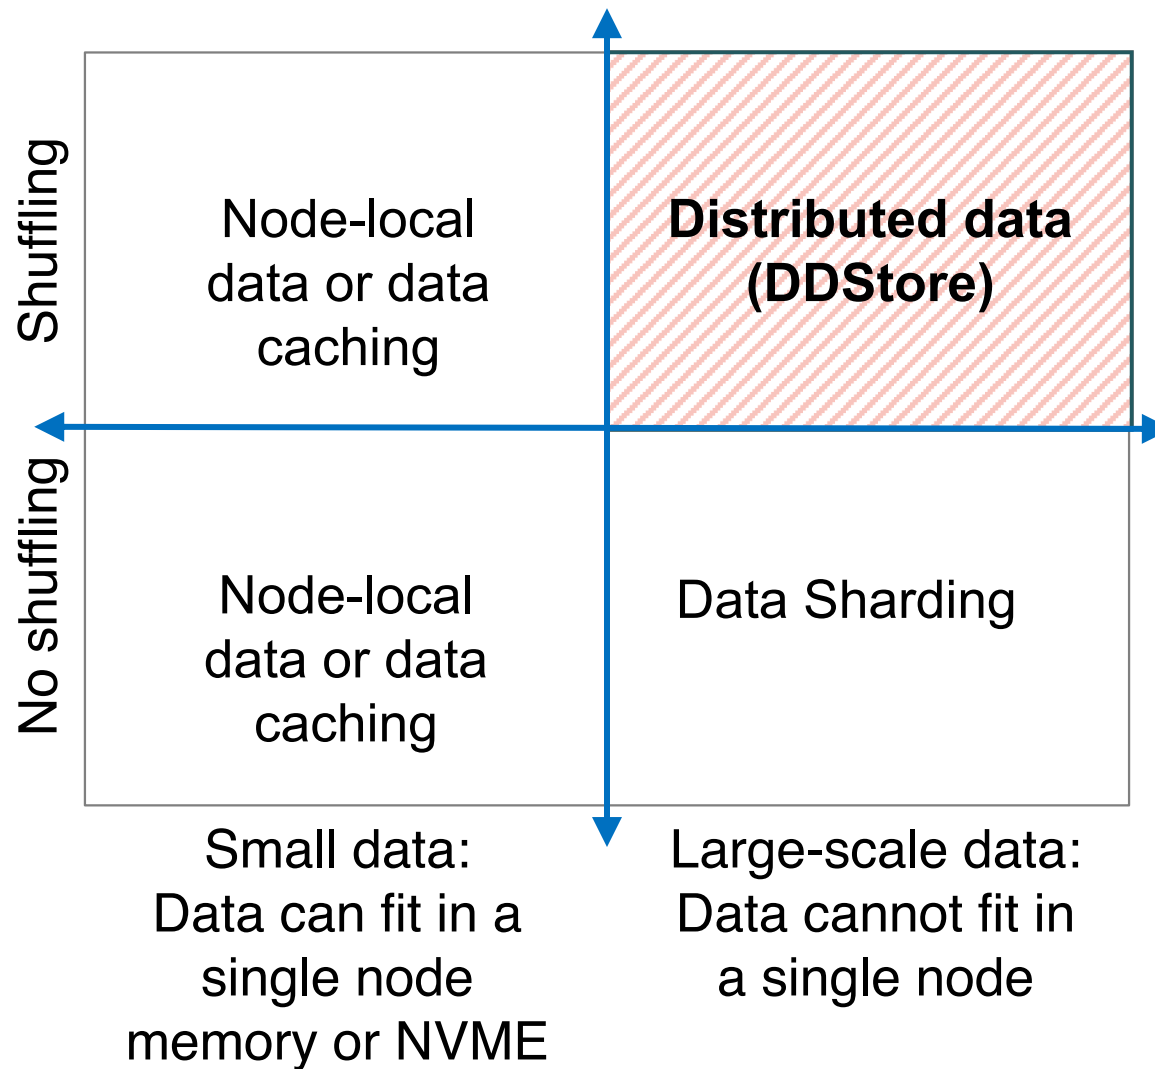 Shuffling
Node-local
data or data
caching
Distributed data
(DDStore)
No shuffling
Node-local
data or data
caching
Data Sharding
Small data:
Data can fit in a
single node
memory or NVME
Large-scale data:
Data cannot fit in
a single node